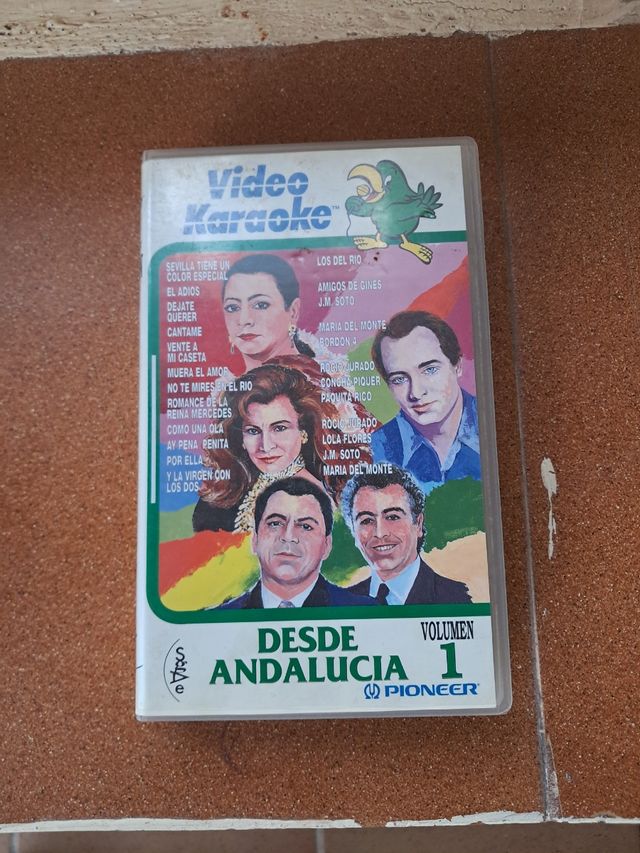 Video
Karaoke™
SEVILLA TIENE UN
COLOR ESPECIAL
LOS DEL RIO
EL ADIOS
AMIGOS DE GINES
DEJATE
QUERER
J.M. SOTO
CANTAME
MARIA DEL MONTE
VENTE A
MI CASETA
BORDON 4
MUERA EL AMOR
ROCIO JURADO
NO TE MIRES EN EL RIO
CONCHA PIQUER
ROMANCE DE LA
REINA MERCEDES
PAQUITA RICO
COMO UNA OLA
ROCIO JURADO
AY PENA PENITA
LOLA FLORES
POR ELLA
J.M. SOTO
Y LA VIRGEN CON
LOS DOS
MARIA DEL MONTE
DESDE
ANDALUCIA
VOLUMEN
1
PIONEER